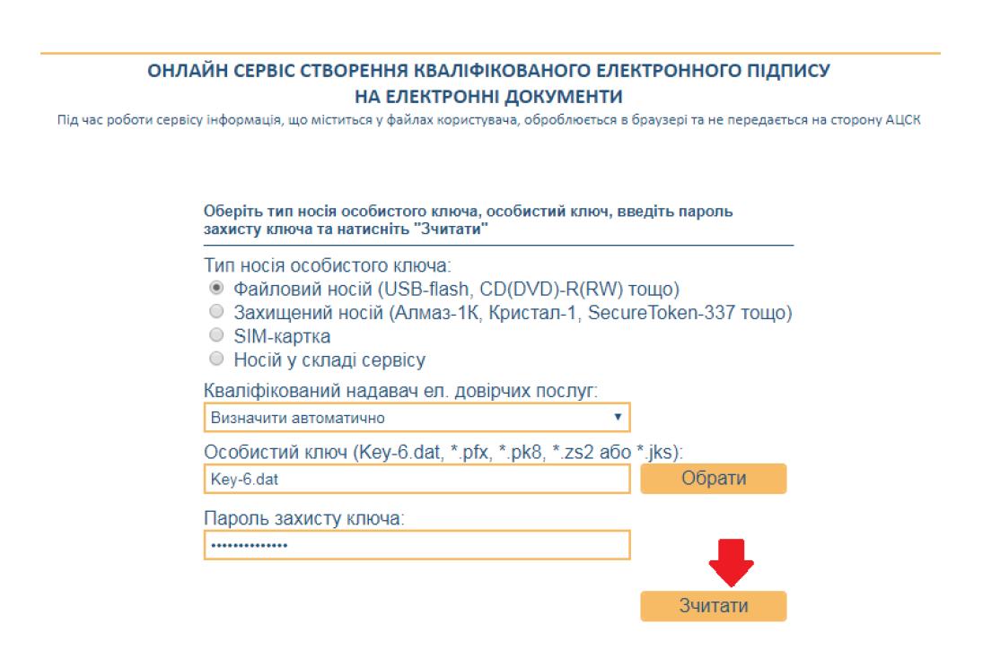 ОНЛАЙН СЕРВІС СТВОРЕННЯ КВАЛІФІКОВАНОГО ЕЛЕКТРОННОГО ПІДПИСУ
НА ЕЛЕКТРОННІ ДОКУМЕНТИ
Під час роботи сервісу інформація, що міститься у файлах користувача, оброблюється в браузері та не передається на сторону АЦСК
Оберіть тип носія особистого ключа, особистий ключ, введіть пароль
захисту ключа та натисніть "Зчитати"
Тип носія особистого ключа:
Файловий носій (USB-flash, CD(DVD)-R(RW) тощо)
Захищений носій (Алмаз-1К, Кристал-1, SecureToken-337 тощо)
SIM-картка
Носій у складі сервісу
Кваліфікований надавач ел. довірчих послуг:
Визначити автоматично
Особистий ключ (Key-6.dat, *.pfx, *.pk8, *.zs2 або *.jks):
Key-6.dat Обрати
Пароль захисту ключа:
••••••••••••••
Зчитати